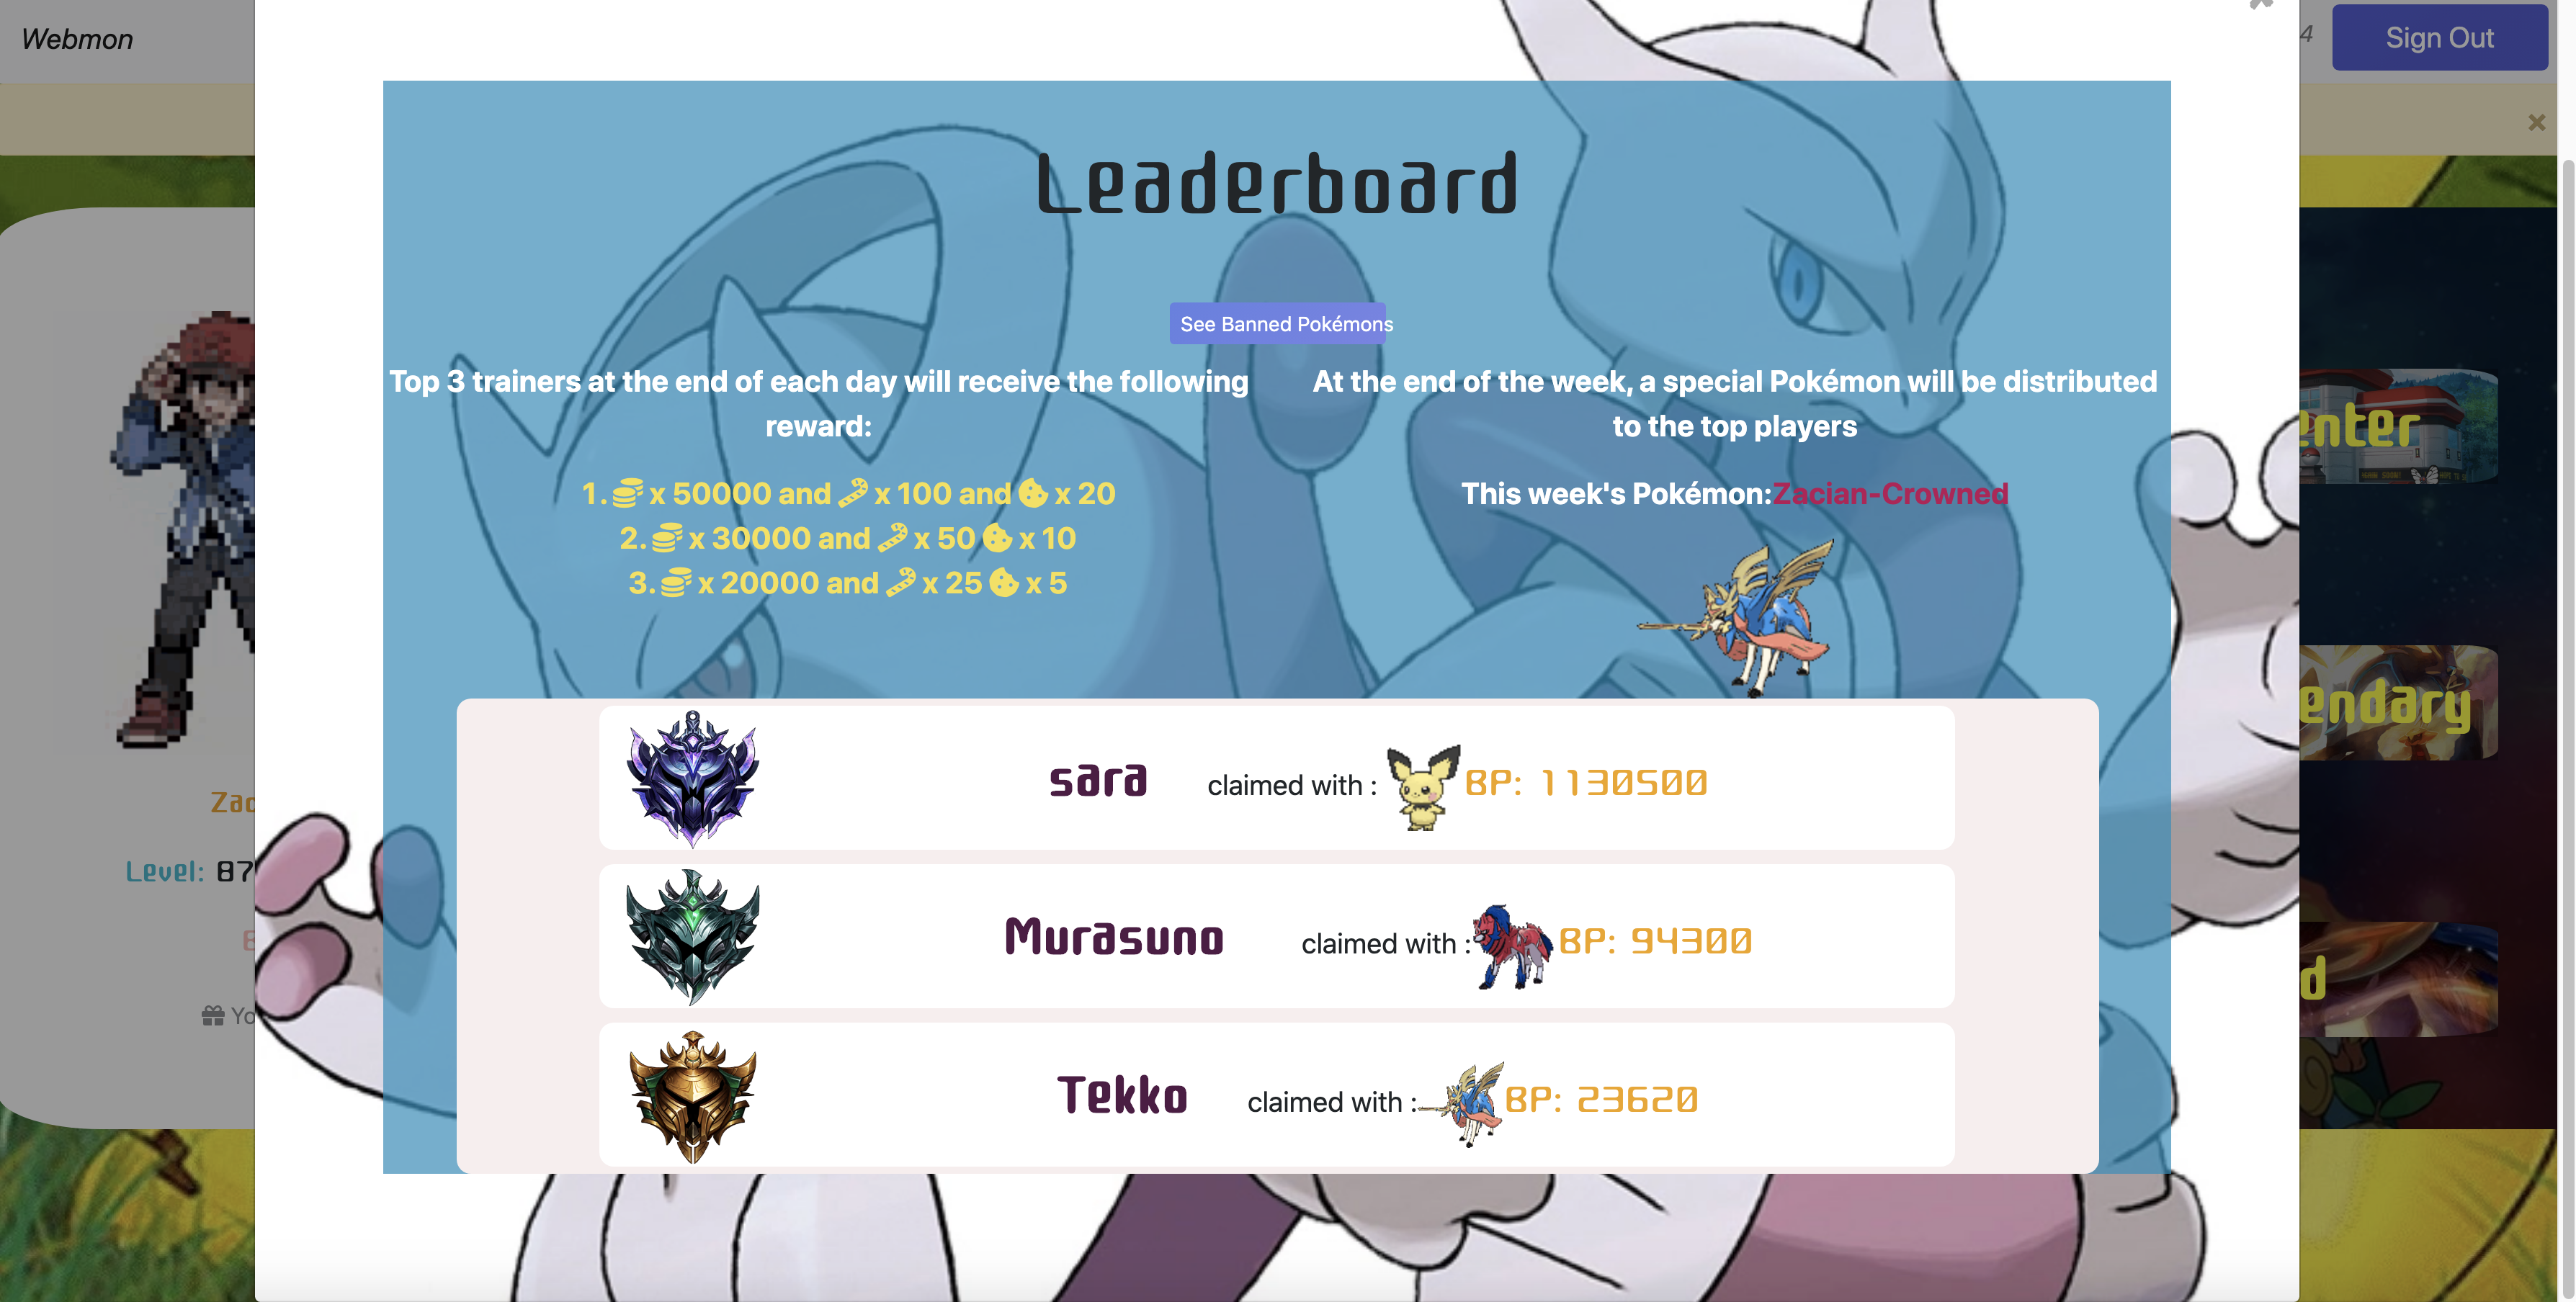 Webmon
4
Sign Out
Leaderboard
See Banned Pokémons
Top 3 trainers at the end of each day will receive the following
reward:
1. x 50000 and x 100 and x 20
2. x 30000 and x 50 x 10
3. x 20000 and x 25 x 5
At the end of the week, a special Pokémon will be distributed
to the top players
This week's Pokémon:Zacian-Crowned
sara claimed with : BP: 1130500
Murasuno claimed with : BP: 94300
Tekko claimed with : BP: 23620
Zac
Level: 87
Yo
enter
endary
d